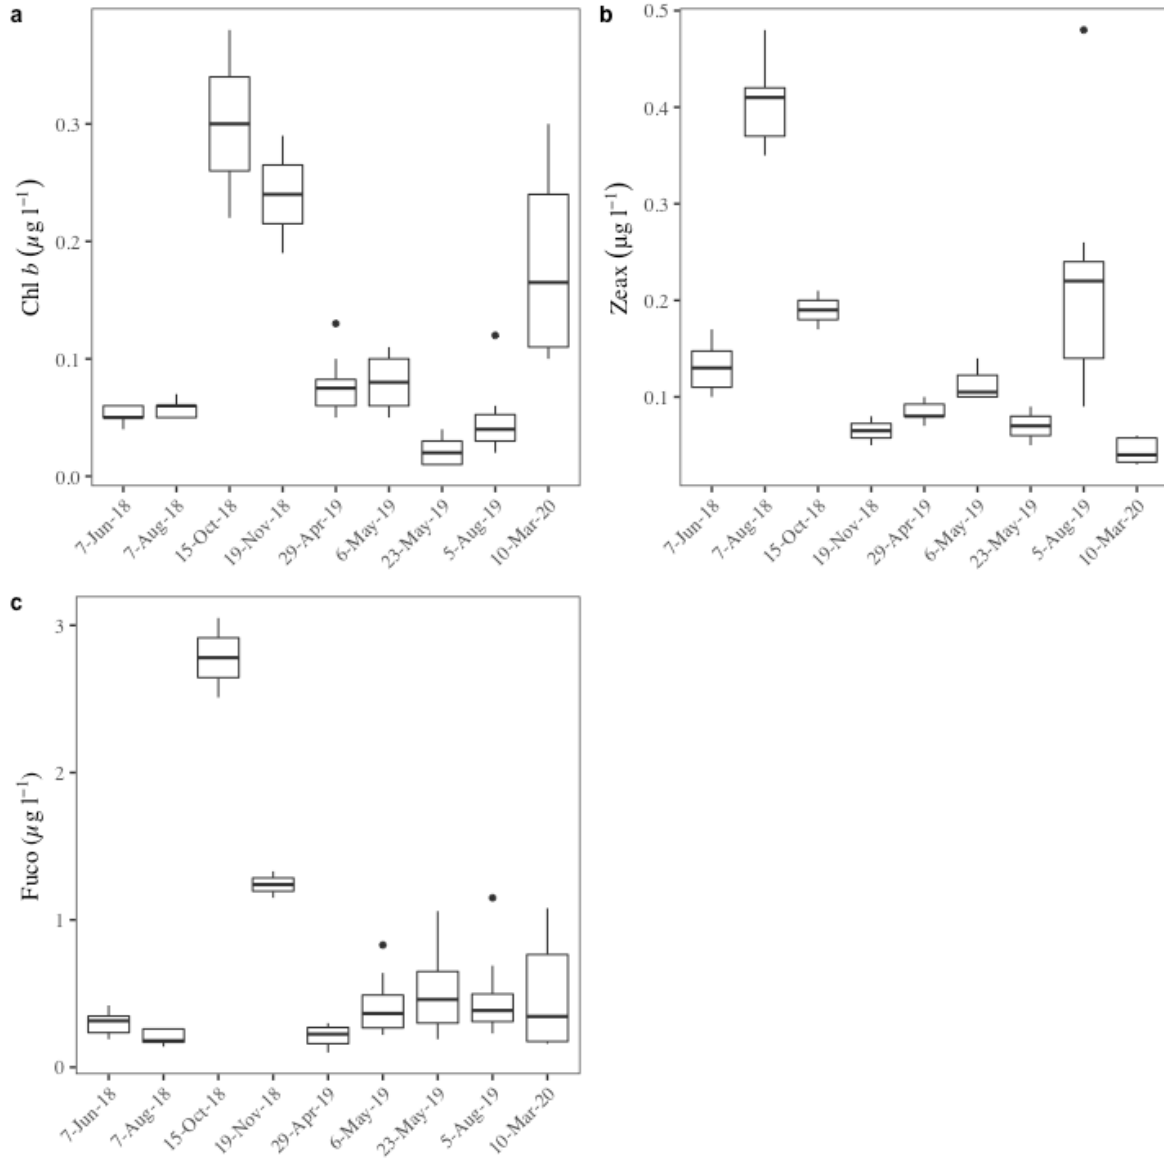 a
Chl b (µg l⁻¹)
0.3
0.2
0.1
0.0
7-Jun-18
7-Aug-18
15-Oct-18
19-Nov-18
29-Apr-19
6-May-19
23-May-19
5-Aug-19
10-Mar-20
b
Zeax (µg l⁻¹)
0.5
0.4
0.3
0.2
0.1
7-Jun-18
7-Aug-18
15-Oct-18
19-Nov-18
29-Apr-19
6-May-19
23-May-19
5-Aug-19
10-Mar-20
c
Fuco (µg l⁻¹)
3
2
1
0
7-Jun-18
7-Aug-18
15-Oct-18
19-Nov-18
29-Apr-19
6-May-19
23-May-19
5-Aug-19
10-Mar-20